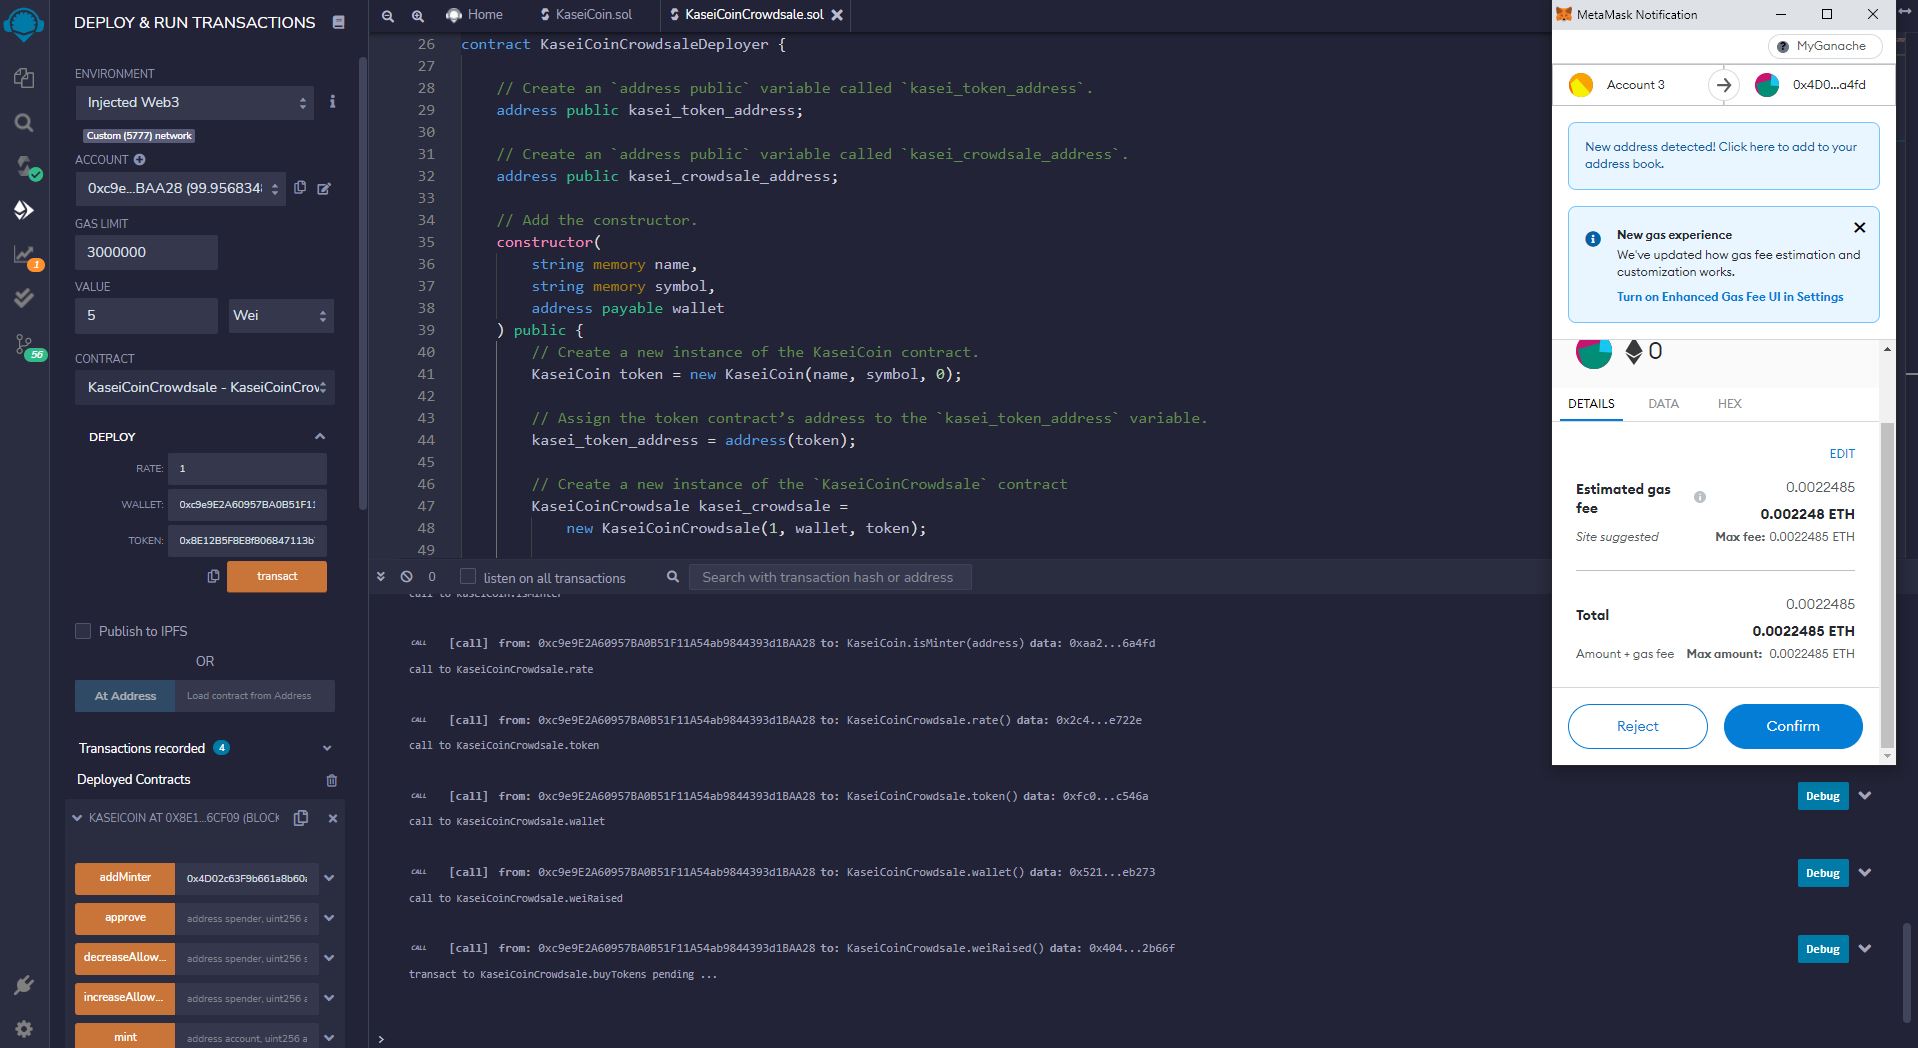 DEPLOY & RUN TRANSACTIONS
ENVIRONMENT
Injected Web3
Custom (5777) network
ACCOUNT
0xc9e...BAA28 (99.956834
GAS LIMIT
3000000
VALUE
5
Wei
CONTRACT
KaseiCoinCrowdsale - KaseiCoinCrov
DEPLOY
RATE: 1
WALLET: 0xc9e9E2A60957BA0B51F11
TOKEN: 0x8E12B5F8E8f806847113b
transact
Publish to IPFS
OR
At Address
Load contract from Address
Transactions recorded 4
Deployed Contracts
KASEICOIN AT 0X8E1...6CF09 (BLOCK
addMinter
0x4D02c63F9b661a8b60
approve
address spender, uint256 a
decreaseAllow...
address spender, uint256 s
increaseAllow...
address spender, uint256 a
mint
address account, uint256 a
1
56
Home
KaseiCoin.sol
KaseiCoinCrowdsale.sol
26 contract KaseiCoinCrowdsaleDeployer {
27
28 // Create an `address public` variable called `kasei_token_address`.
29 address public kasei_token_address;
30
31 // Create an `address public` variable called `kasei_crowdsale_address`.
32 address public kasei_crowdsale_address;
33
34 // Add the constructor.
35 constructor(
36 string memory name,
37 string memory symbol,
38 address payable wallet
39 ) public {
40 // Create a new instance of the KaseiCoin contract.
41 KaseiCoin token = new KaseiCoin(name, symbol, 0);
42
43 // Assign the token contract’s address to the `kasei_token_address` variable.
44 kasei_token_address = address(token);
45
46 // Create a new instance of the `KaseiCoinCrowdsale` contract
47 KaseiCoinCrowdsale kasei_crowdsale =
48 new KaseiCoinCrowdsale(1, wallet, token);
49
0
listen on all transactions
Search with transaction hash or address
call to KaseiCoin.isMinter
CALL [call] from: 0xc9e9E2A60957BA0B51F11A54ab9844393d1BAA28 to: KaseiCoin.isMinter(address) data: 0xaa2...6a4fd
call to KaseiCoinCrowdsale.rate
CALL [call] from: 0xc9e9E2A60957BA0B51F11A54ab9844393d1BAA28 to: KaseiCoinCrowdsale.rate() data: 0x2c4...e722e
call to KaseiCoinCrowdsale.token
CALL [call] from: 0xc9e9E2A60957BA0B51F11A54ab9844393d1BAA28 to: KaseiCoinCrowdsale.token() data: 0xfc0...c546a
Debug
call to KaseiCoinCrowdsale.wallet
CALL [call] from: 0xc9e9E2A60957BA0B51F11A54ab9844393d1BAA28 to: KaseiCoinCrowdsale.wallet() data: 0x521...eb273
Debug
call to KaseiCoinCrowdsale.weiRaised
CALL [call] from: 0xc9e9E2A60957BA0B51F11A54ab9844393d1BAA28 to: KaseiCoinCrowdsale.weiRaised() data: 0x404...2b66f
Debug
transact to KaseiCoinCrowdsale.buyTokens pending ...
>
MetaMask Notification
MyGanache
Account 3
0x4D0...a4fd
New address detected! Click here to add to your
address book.
New gas experience
We've updated how gas fee estimation and
customization works.
Turn on Enhanced Gas Fee UI in Settings
0
DETAILS
DATA
HEX
EDIT
Estimated gas
fee
0.0022485
0.002248 ETH
Site suggested
Max fee: 0.0022485 ETH
Total
0.0022485
0.0022485 ETH
Amount + gas fee
Max amount: 0.0022485 ETH
Reject
Confirm